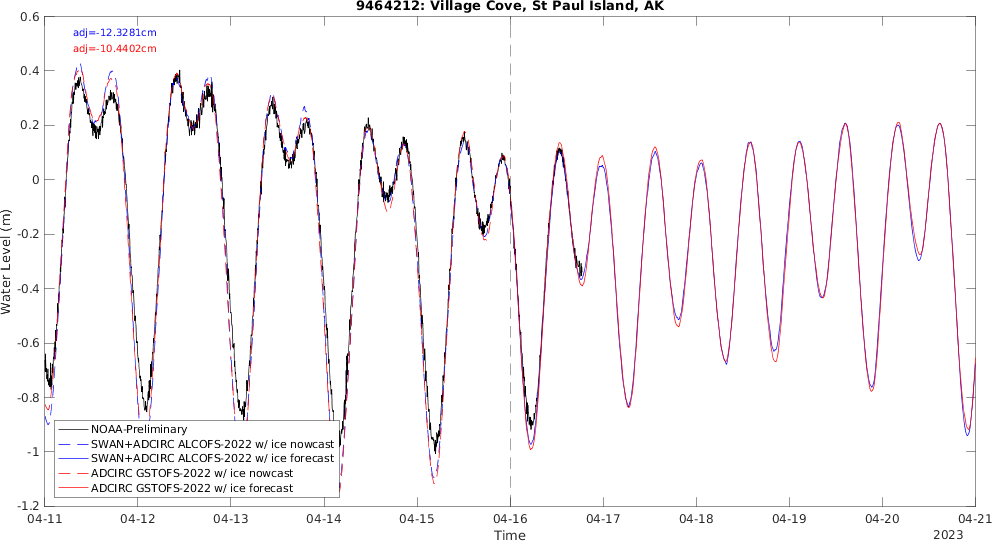 9464212: Village Cove, St Paul Island, AK
adj=-12.3281cm
adj=-10.4402cm
Water Level (m)
0.6
0.4
0.2
0
-0.2
-0.4
-0.6
-0.8
-1
-1.2
NOAA-Preliminary
SWAN+ADCIRC ALCOFS-2022 w/ ice nowcast
SWAN+ADCIRC ALCOFS-2022 w/ ice forecast
ADCIRC GSTOFS-2022 w/ ice nowcast
ADCIRC GSTOFS-2022 w/ ice forecast
04-11 04-12 04-13 04-14 04-15 04-16 04-17 04-18 04-19 04-20 04-21
Time
2023